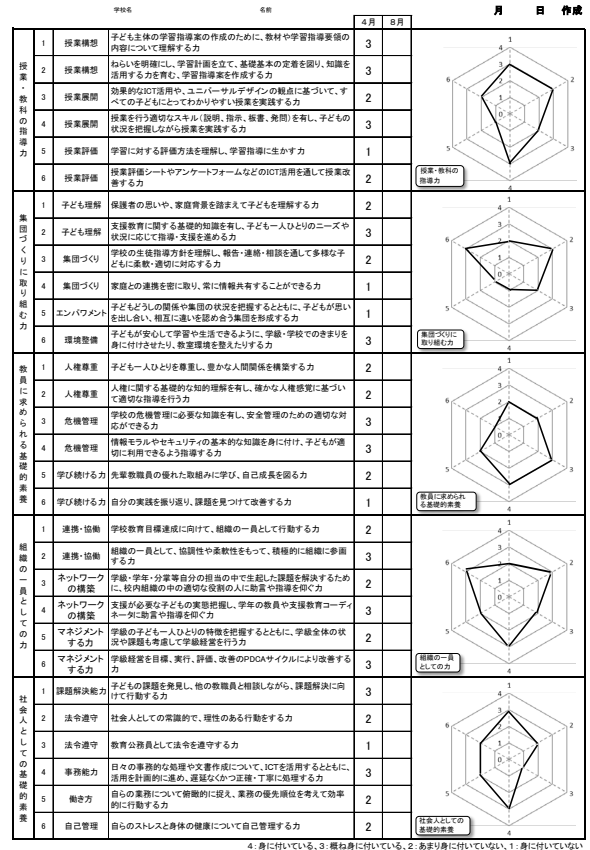 学校名 名前 月 日 作成
4月 8月
授業・教科の指導力
1 授業構想 子ども主体の学習指導案の作成のために、教材や学習指導要領の
内容について理解する力 3
2 授業構想 ねらいを明確にし、学習計画を立て、基礎基本の定着を図り、知識を
活用する力を育む、学習指導案を作成する力 3
3 授業展開 効果的なICT活用や、ユニバーサルデザインの観点に基づいて、す
べての子どもにとってわかりやすい授業を実践する力 2
4 授業展開 授業を行う適切なスキル(説明、指示、板書、発問)を有し、子どもの
状況を把握しながら授業を実践する力 3
5 授業評価 学習に対する評価方法を理解し、学習指導に生かす力 1
6 授業評価 授業評価シートやアンケートフォームなどのICT活用を通して授業改
善する力 2
1
2
3
4
5
6
4
3
2
1
0
授業・教科の
指導力
集団づくりに取り組む力
1 子ども理解 保護者の思いや、家庭背景を踏まえて子どもを理解する力 2
2 子ども理解 支援教育に関する基礎的知識を有し、子ども一人ひとりのニーズや
状況に応じて指導・支援を進める力 3
3 集団づくり 学校の生徒指導方針を理解し、報告・連絡・相談を通して多様な子
どもに柔軟・適切に対応する力 2
4 集団づくり 家庭との連携を密に取り、常に情報共有することができる力 1
5 エンパワメント 子どもどうしの関係や集団の状況を把握するとともに、子どもが思い
を出し合い、相互に違いを認め合う集団を形成する力 1
6 環境整備 子どもが安心して学習や生活できるように、学級・学校でのきまりを
身に付けさせたり、教室環境を整えたりする力 3
1
2
3
4
5
6
4
3
2
1
0
集団づくりに
取り組む力
教員に求められる基礎的素養
1 人権尊重 子ども一人ひとりを尊重し、豊かな人間関係を構築する力 2
2 人権尊重 人権に関する基礎的な知的理解を有し、確かな人権感覚に基づい
て適切な指導を行う力 2
3 危機管理 学校の危機管理に必要な知識を有し、安全管理のための適切な対
応ができる力 3
4 危機管理 情報モラルやセキュリティの基本的な知識を身に付け、子どもが適
切に利用できるよう指導する力 3
5 学び続ける力 先輩教職員の優れた取組みに学び、自己成長を図る力 2
6 学び続ける力 自分の実践を振り返り、課題を見つけて改善する力 1
1
2
3
4
5
6
4
3
2
1
0
教員に求められ
る基礎的素養
組織の一員としての力
1 連携・協働 学校教育目標達成に向けて、組織の一員として行動する力 2
2 連携・協働 組織の一員として、協調性や柔軟性をもって、積極的に組織に参画
する力 3
3 ネットワーク
の構築 学級・学年・分掌等自分の担当の中で生起した課題を解決するため
に、校内組織の中の適切な役割の人に助言や指導を仰ぐ力 2
4 ネットワーク
の構築 支援が必要な子どもの実態把握し、学年の教員や支援教育コーディ
ネータに助言や指導を仰ぐ力 3
5 マネジメント
する力 学級の子ども一人ひとりの特徴を把握するとともに、学級全体の状
況や課題も考慮して学級経営を行う力 2
6 マネジメント
する力 学級経営を目標、実行、評価、改善のPDCAサイクルにより改善する
力 3
1
2
3
4
5
6
4
3
2
1
0
組織の一員
としての力
社会人としての基礎的素養
1 課題解決能力 子どもの課題を発見し、他の教職員と相談しながら、課題解決に向
けて行動する力 3
2 法令遵守 社会人としての常識的で、理性のある行動をする力 2
3 法令遵守 教育公務員として法令を遵守する力 1
4 事務能力 日々の事務的な処理や文書作成について、ICTを活用するとともに、
活用を計画的に進め、遅延なくかつ正確・丁寧に処理する力 3
5 働き方 自らの業務について俯瞰的に捉え、業務の優先順位を考えて効率
的に行動する力 2
6 自己管理 自らのストレスと身体の健康について自己管理する力 2
1
2
3
4
5
6
4
3
2
1
0
社会人としての
基礎的素養
4:身に付いている、3:概ね身に付いている、2:あまり身に付いていない、1:身に付いていない